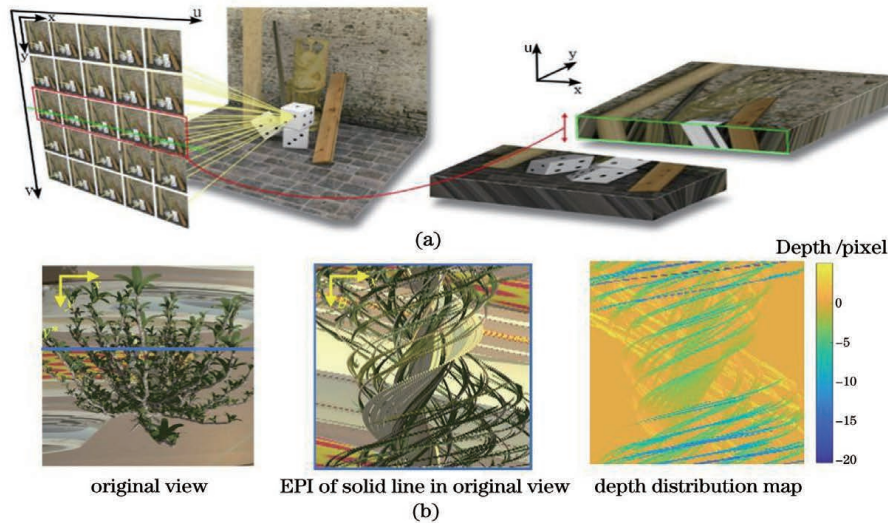 u
x
y
v
u
y
x
(a)
Depth /pixel
0
−5
−10
−15
−20
original view
EPI of solid line in original view
depth distribution map
(b)